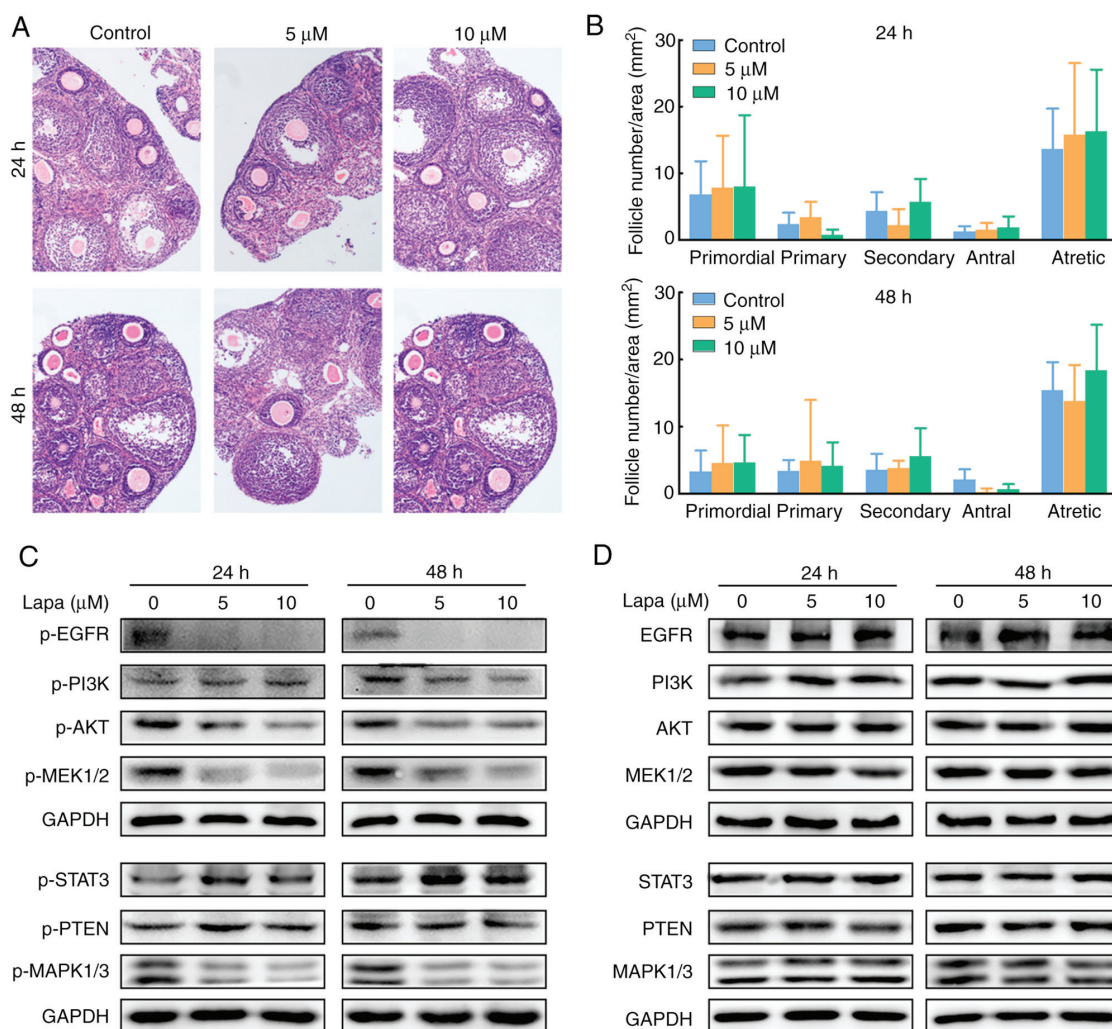 A
Control
5 μM
10 μM
24 h
48 h
B
24 h
Follicle number/area (mm2)
30
20
10
0
Control
5 μM
10 μM
Primordial Primary Secondary Antral Atretic
48 h
Follicle number/area (mm2)
30
20
10
0
Control
5 μM
10 μM
Primordial Primary Secondary Antral Atretic
C
24 h 48 h
Lapa (μM) 0 5 10 0 5 10
p-EGFR
p-PI3K
p-AKT
p-MEK1/2
GAPDH
p-STAT3
p-PTEN
p-MAPK1/3
GAPDH
D
24 h 48 h
Lapa (μM) 0 5 10 0 5 10
EGFR
PI3K
AKT
MEK1/2
GAPDH
STAT3
PTEN
MAPK1/3
GAPDH